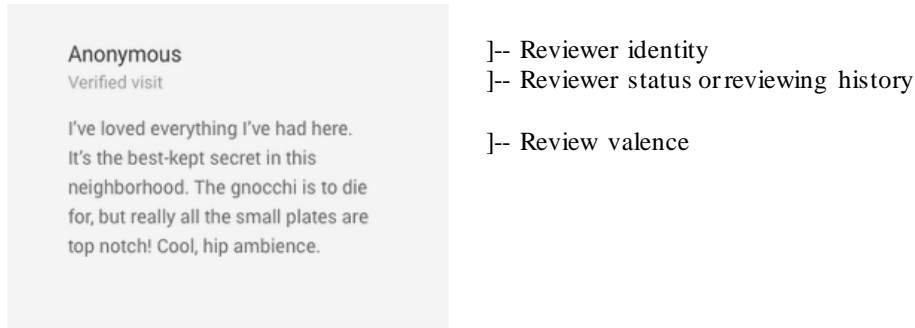 Anonymous
Verified visit
I've loved everything I've had here.
It's the best-kept secret in this
neighborhood. The gnocchi is to die
for, but really all the small plates are
top notch! Cool, hip ambience.
]-- Reviewer identity
]-- Reviewer status or reviewing history
]-- Review valence